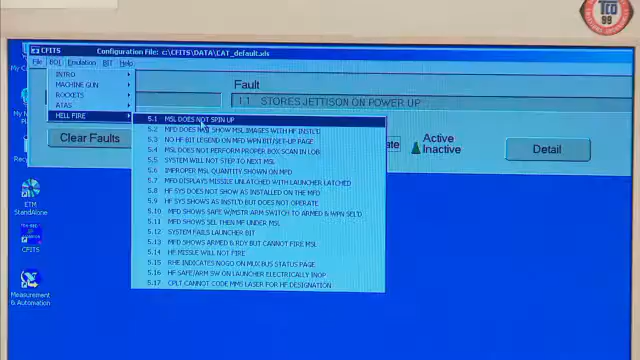 TCO
99
CFITS
Configuration File: c:\CFITS\DATA\CAT_default.ads
File BOI Emulation BIT Help
INTRO
MACHINE GUN
ROCKETS
ATAS
HELL FIRE
Fault
1.1 STORES JETTISON ON POWER UP
Clear Faults
Active
Inactive
Detail
5.1 MSL DOES NOT SPIN UP
5.2 MFD DOES NOT SHOW MSL IMAGES WITH HF INST'L'D
5.3 NO HF BIT LEGEND ON MFD WPN BIT/SET-UP PAGE
5.4 MSL DOES NOT PERFORM PROPER BOX SCAN IN LOBL
5.5 SYSTEM WILL NOT STEP TO NEXT MSL
5.6 IMPROPER MSL QUANTITY SHOWN ON MFD
5.7 MFD DISPLAYS MISSILE UNLATCHED WITH LAUNCHER LATCHED
5.8 HF SYS DOES NOT SHOW AS INSTALLED ON THE MFD
5.9 HF SYS SHOWS AS INSTL'D BUT DOES NOT OPERATE
5.10 MFD SHOWS SAFE W/MSTR ARM SWITCH TO ARMED & WPN SEL'D
5.11 MFD SHOWS SEL THEN MF UNDER MSL
5.12 SYSTEM FAILS LAUNCHER BIT
5.13 MFD SHOWS ARMED & RDY BUT CANNOT FIRE MSL
5.14 HF MISSLE WILL NOT FIRE
5.15 RHE INDICATES NOGO ON MUX BUS STATUS PAGE
5.16 HF SAFE/ARM SW ON LAUNCHER ELECTRICALLY INOP
5.17 CPLT CANNOT CODE MMS LASER FOR HF DESIGNATION
ETM
StandAlone
CFITS
Measurement
& Automation